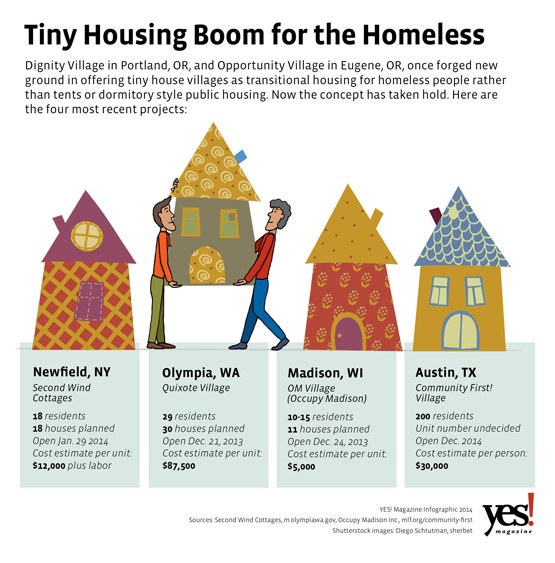 Tiny Housing Boom for the Homeless
Dignity Village in Portland, OR, and Opportunity Village in Eugene, OR, once forged new
ground in offering tiny house villages as transitional housing for homeless people rather
than tents or dormitory style public housing. Now the concept has taken hold. Here are
the four most recent projects:
Newfield, NY
Second Wind
Cottages
18 residents
18 houses planned
Open Jan. 29 2014
Cost estimate per unit:
$12,000 plus labor
Olympia, WA
Quixote Village
29 residents
30 houses planned
Open Dec. 21, 2013
Cost estimate per unit:
$87,500
Madison, WI
OM Village
(Occupy Madison)
10-15 residents
11 houses planned
Open Dec. 24, 2013
Cost estimate per unit:
$5,000
Austin, TX
Community First!
Village
200 residents
Unit number undecided
Open Dec. 2014
Cost estimate per person:
$30,000
YES! Magazine Infographic 2014
Sources: Second Wind Cottages, m.olympiawa.gov, Occupy Madison Inc., mlf.org/community-first
Shutterstock images: Diego Schtutman, sherbet
yes!
magazine